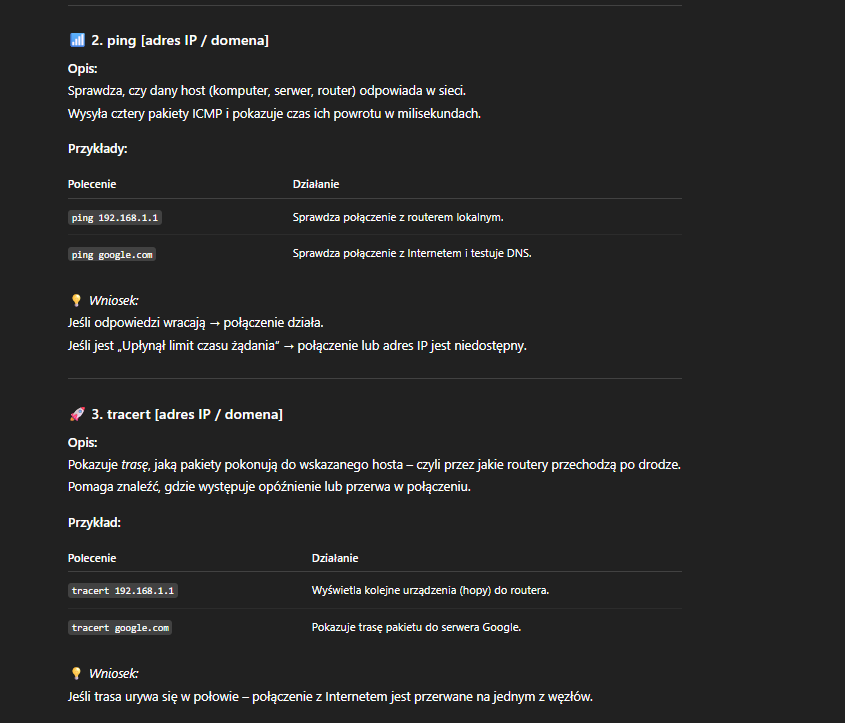 📶 2. ping [adres IP / domena]
Opis:
Sprawdza, czy dany host (komputer, serwer, router) odpowiada w sieci.
Wysyła cztery pakiety ICMP i pokazuje czas ich powrotu w milisekundach.
Przykłady:
Polecenie Działanie
ping 192.168.1.1 Sprawdza połączenie z routerem lokalnym.
ping google.com Sprawdza połączenie z Internetem i testuje DNS.
💡 Wniosek:
Jeśli odpowiedzi wracają → połączenie działa.
Jeśli jest „Upłynął limit czasu żądania” → połączenie lub adres IP jest niedostępny.
🚀 3. tracert [adres IP / domena]
Opis:
Pokazuje trasę, jaką pakiety pokonują do wskazanego hosta – czyli przez jakie routery przechodzą po drodze.
Pomaga znaleźć, gdzie występuje opóźnienie lub przerwa w połączeniu.
Przykład:
Polecenie Działanie
tracert 192.168.1.1 Wyświetla kolejne urządzenia (hopy) do routera.
tracert google.com Pokazuje trasę pakietu do serwera Google.
💡 Wniosek:
Jeśli trasa urywa się w połowie – połączenie z Internetem jest przerwane na jednym z węzłów.